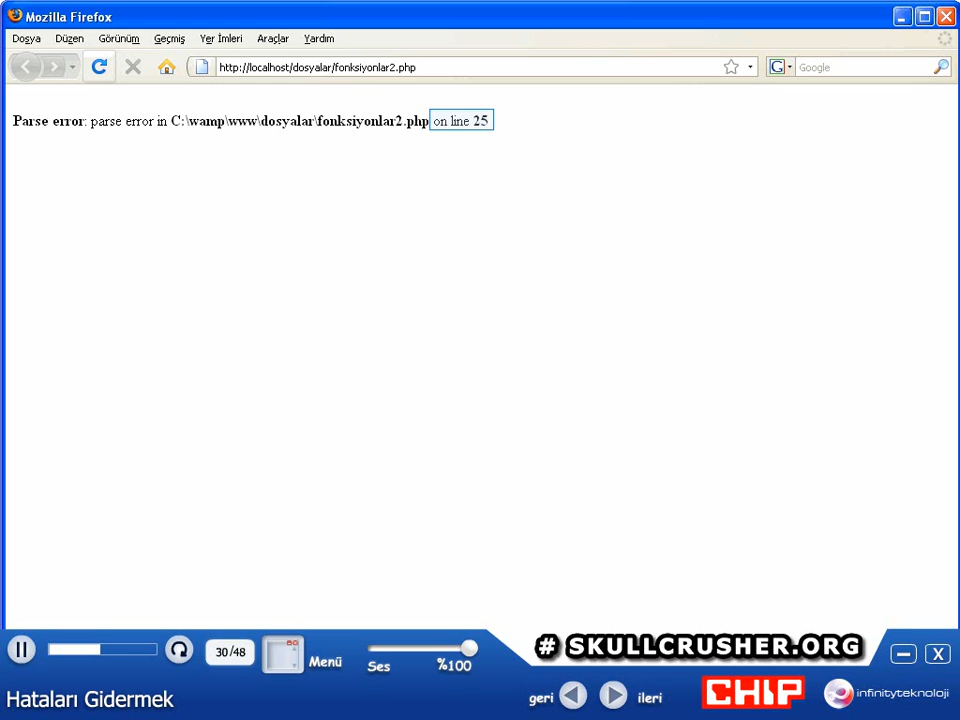 Mozilla Firefox
Dosya Düzen Görünüm Geçmiş Yer İmleri Araçlar Yardım
http://localhost/dosyalar/fonksiyonlar2.php
G Google
Parse error: parse error in C:\wamp\www\dosyalar\fonksiyonlar2.php on line 25
30/48
Menü
Ses
%100
# SKULLCRUSHER.ORG
X
Hataları Gidermek
geri
ileri
CHIP
infinityteknoloji